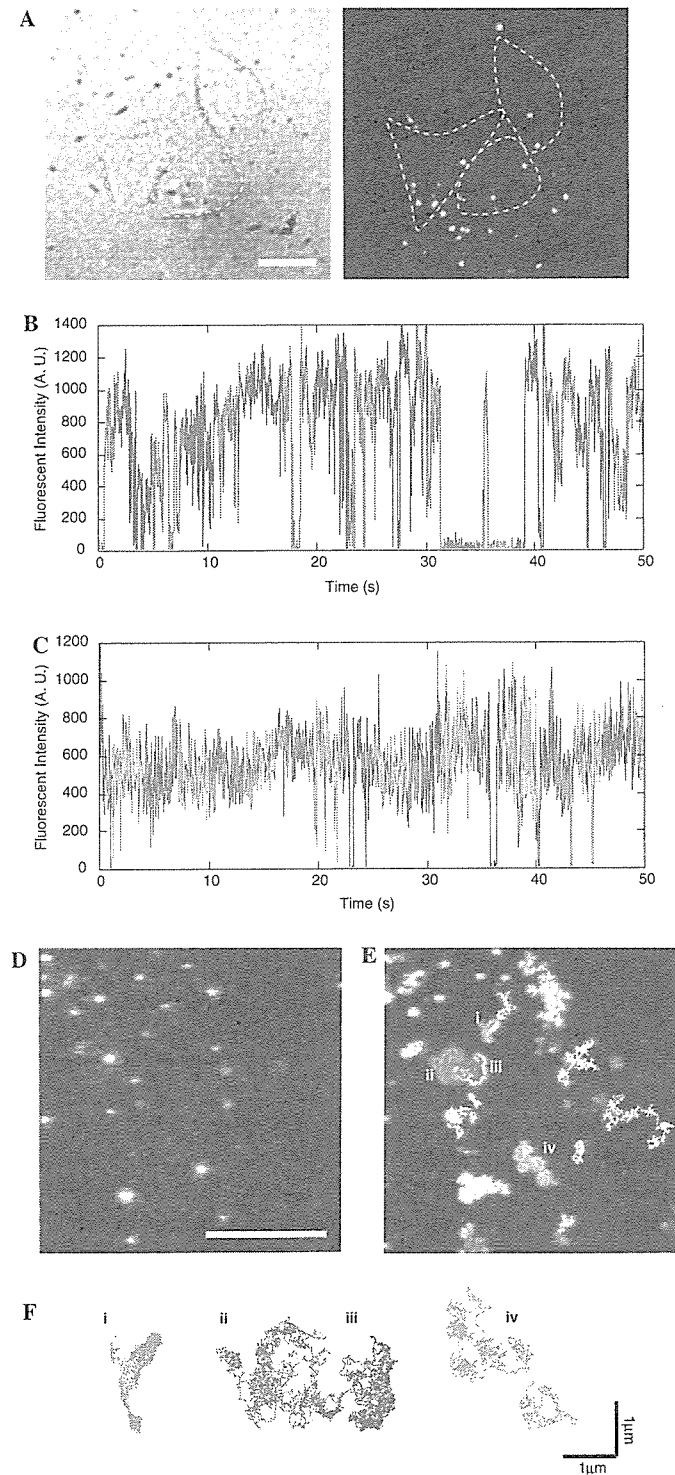 A
B
Fluorescent Intensity (A. U.)
1400
1200
1000
800
600
400
200
0
0 10 20 30 40 50
Time (s)
C
Fluorescent Intensity (A. U.)
1200
1000
800
600
400
200
0
0 10 20 30 40 50
Time (s)
D E
i
ii iii
iv
F
i ii iii iv
1µm
1µm